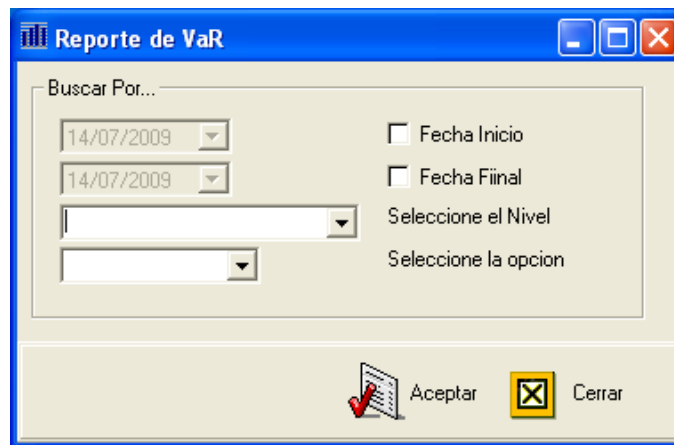 Reporte de VaR
Buscar Por...
14/07/2009 Fecha Inicio
14/07/2009 Fecha Fiinal
Seleccione el Nivel
Seleccione la opcion
Aceptar Cerrar